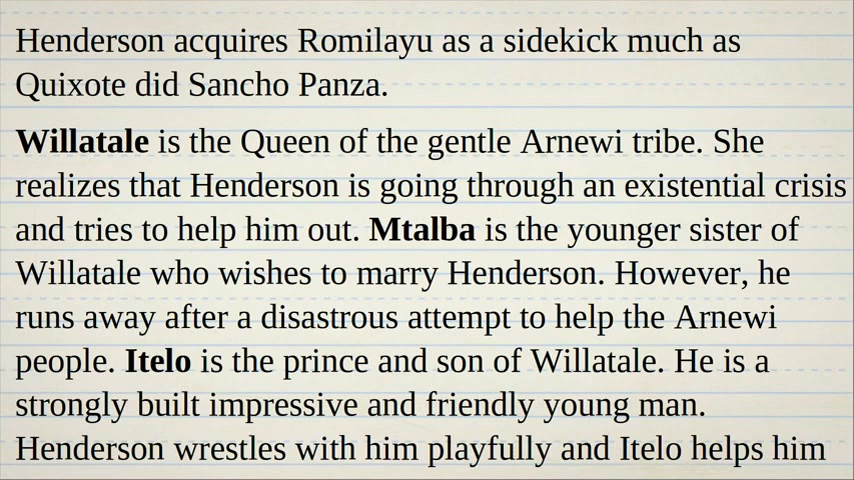 Henderson acquires Romilayu as a sidekick much as
Quixote did Sancho Panza.
Willatale is the Queen of the gentle Arnewi tribe. She
realizes that Henderson is going through an existential crisis
and tries to help him out. Mtalba is the younger sister of
Willatale who wishes to marry Henderson. However, he
runs away after a disastrous attempt to help the Arnewi
people. Itelo is the prince and son of Willatale. He is a
strongly built impressive and friendly young man.
Henderson wrestles with him playfully and Itelo helps him